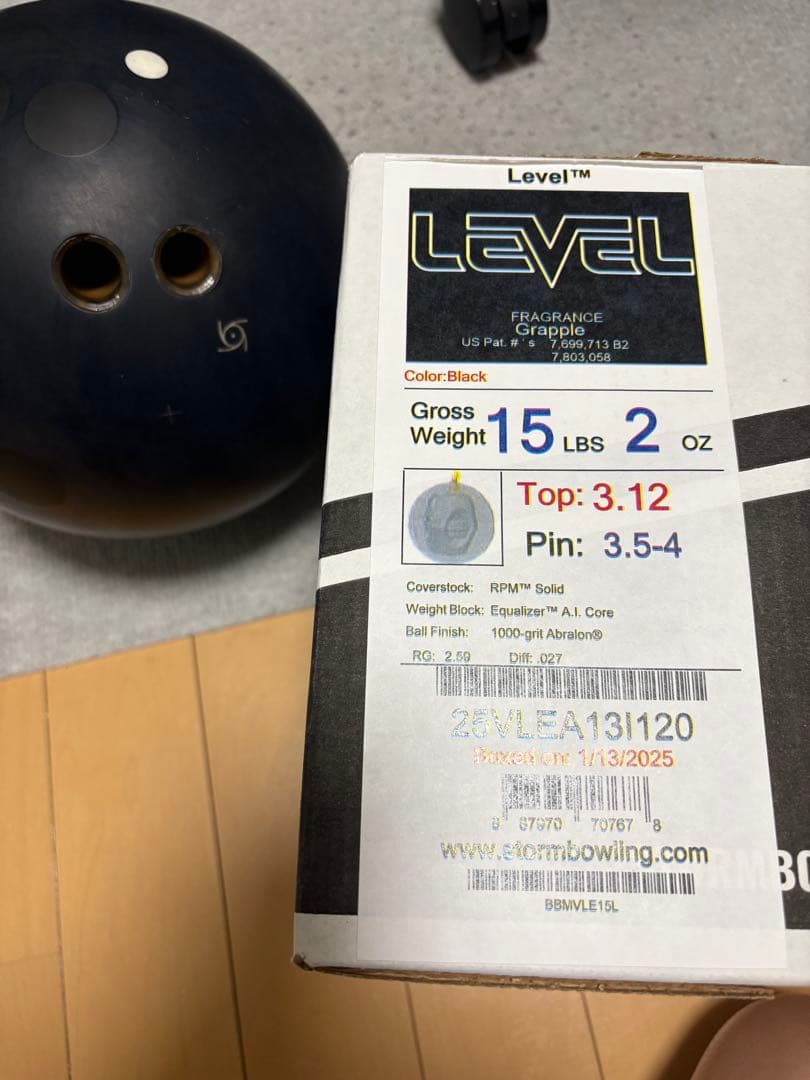 Level™
LEVEL
FRAGRANCE
Grapple
US Pat. # ' s 7,699,713 B2
7,803,058
Color:Black
Gross Weight 15 LBS 2 OZ
Top: 3.12
Pin: 3.5-4
Coverstock: RPM™ Solid
Weight Block: Equalizer™ A.I. Core
Ball Finish: 1000-grit Abralon®
RG: 2.59 Diff: .027
25VLEA13I120
Boxed on: 1/13/2025
8 87970 70767 8
www.stormbowling.com
RMBO
BBMVLE15L